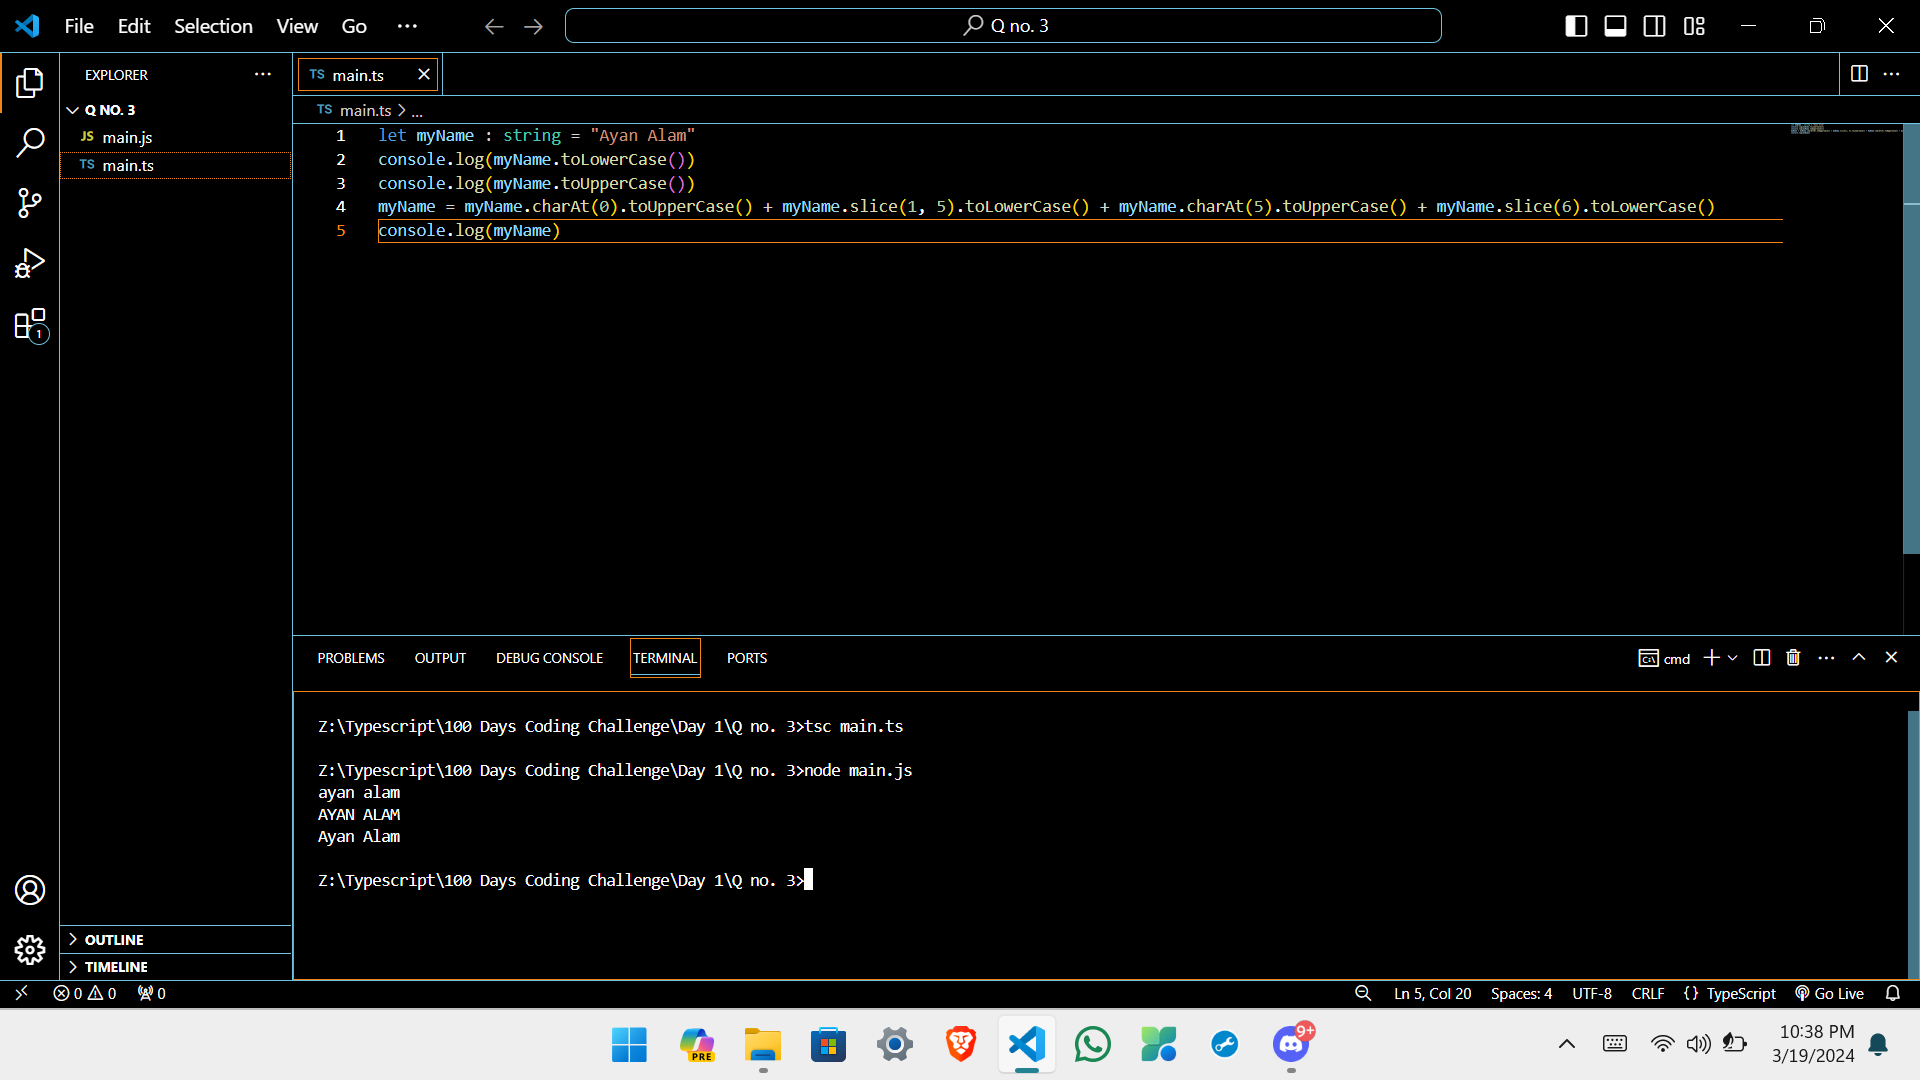 File Edit Selection View Go ··· Q no. 3
EXPLORER ···
Q NO. 3
JS main.js
TS main.ts
TS main.ts
TS main.ts > ...
1 let myName : string = "Ayan Alam"
2 console.log(myName.toLowerCase())
3 console.log(myName.toUpperCase())
4 myName = myName.charAt(0).toUpperCase() + myName.slice(1, 5).toLowerCase() + myName.charAt(5).toUpperCase() + myName.slice(6).toLowerCase()
5 console.log(myName)
1
PROBLEMS OUTPUT DEBUG CONSOLE TERMINAL PORTS cmd
Z:\Typescript\100 Days Coding Challenge\Day 1\Q no. 3>tsc main.ts
Z:\Typescript\100 Days Coding Challenge\Day 1\Q no. 3>node main.js
ayan alam
AYAN ALAM
Ayan Alam
Z:\Typescript\100 Days Coding Challenge\Day 1\Q no. 3>
OUTLINE
TIMELINE
0 0 0 Ln 5, Col 20 Spaces: 4 UTF-8 CRLF {} TypeScript Go Live
PRE 9+
10:38 PM
3/19/2024